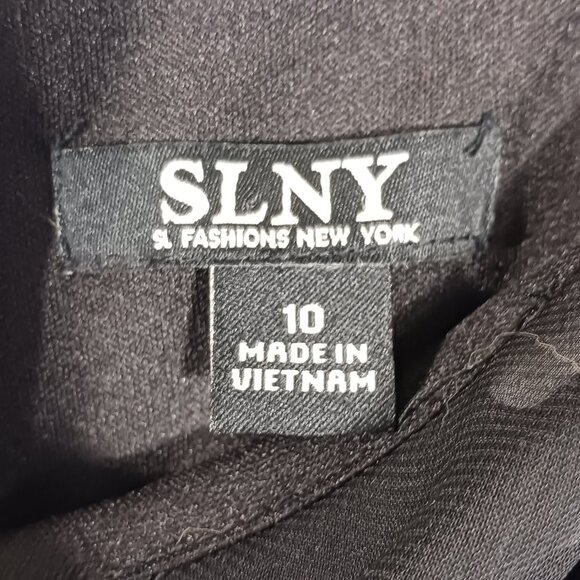 SLNY
SL FASHIONS NEW YORK
10
MADE IN
VIETNAM